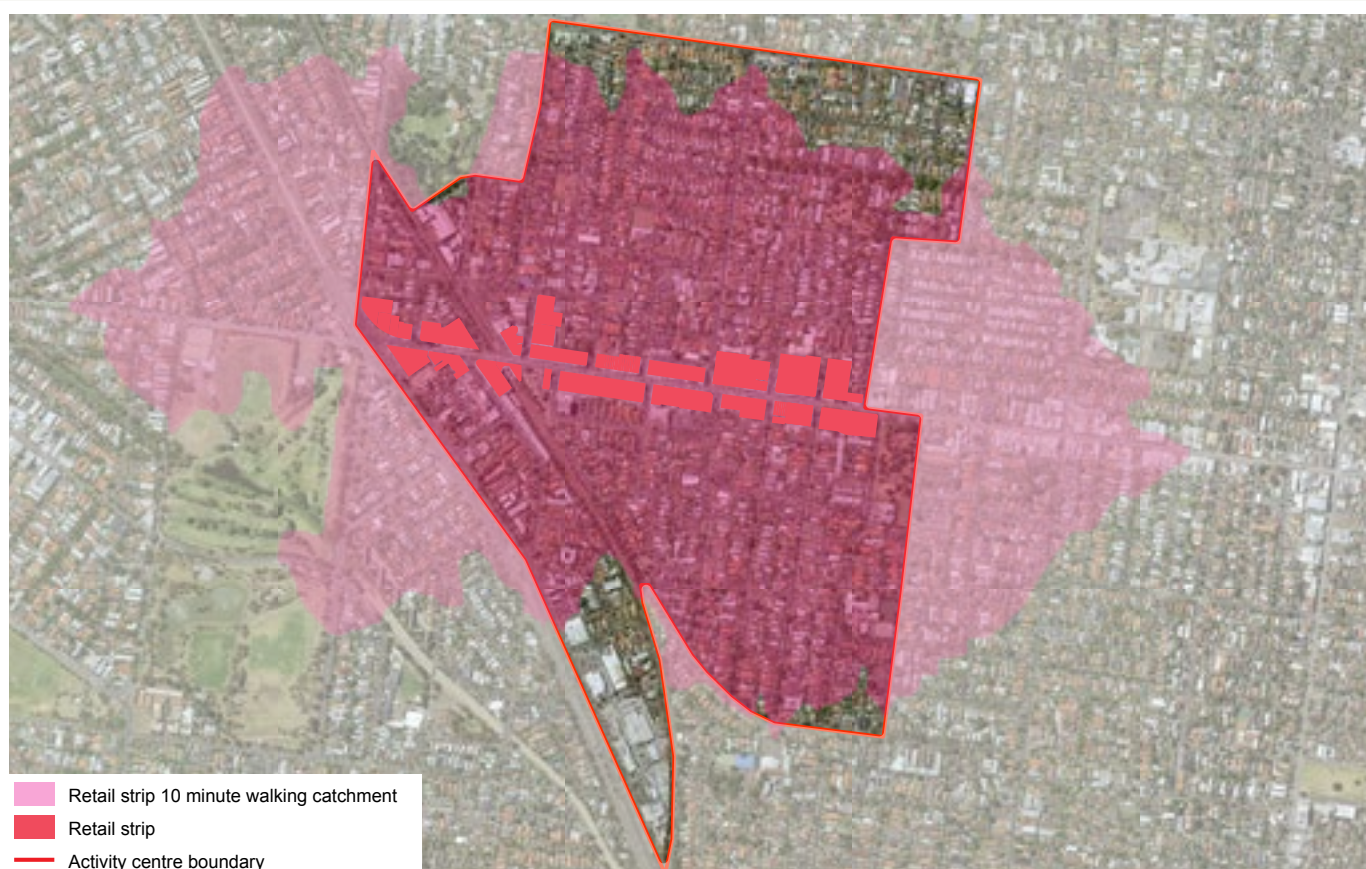 Retail strip 10 minute walking catchment
Retail strip
Activity centre boundary